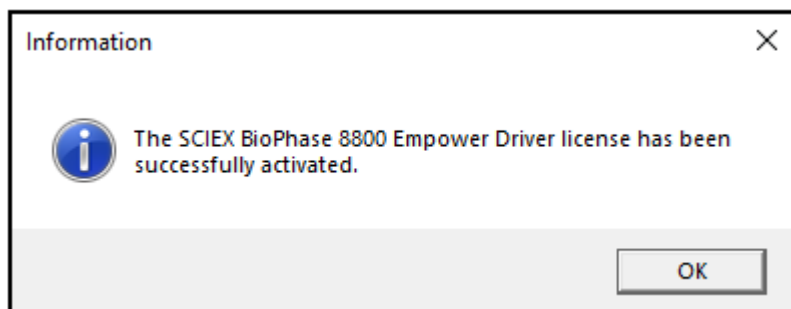 Information
The SCIEX BioPhase 8800 Empower Driver license has been
successfully activated.
OK